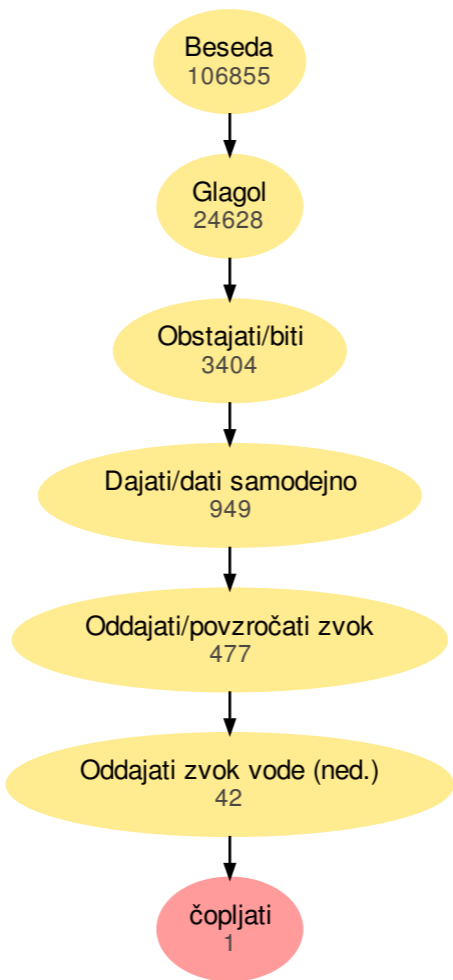 Beseda
106855
Glagol
24628
Obstajati/biti
3404
Dajati/dati samodejno
949
Oddajati/povzročati zvok
477
Oddajati zvok vode (ned.)
42
čopljati
1